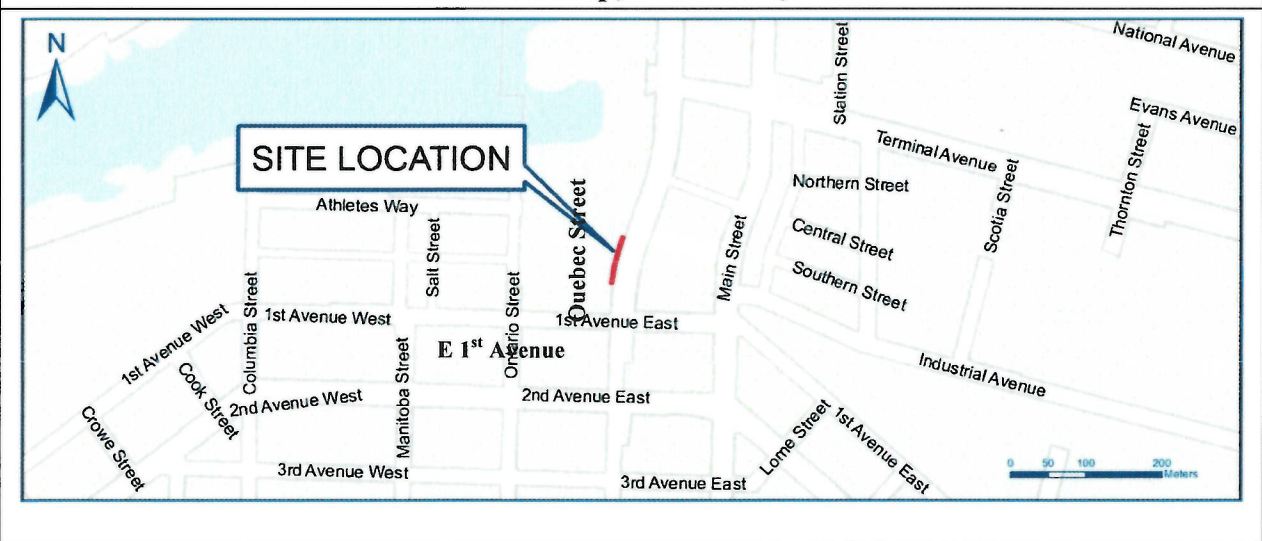 N
National Avenue
Station Street
Evans Avenue
Terminal Avenue
Thornton Street
SITE LOCATION
Northern Street
Scotia Street
Athletes Way
Quebec Street
Salt Street
Main Street
Central Street
Southern Street
Columbia Street
Ontario Street
1st Avenue West
1st Avenue West
1st Avenue East
E 1st Avenue
Manitoba Street
Industrial Avenue
Cook Street
2nd Avenue West
2nd Avenue East
Crowe Street
Lorne Street
1st Avenue East
3rd Avenue West
3rd Avenue East
0 50 100 200
Meters